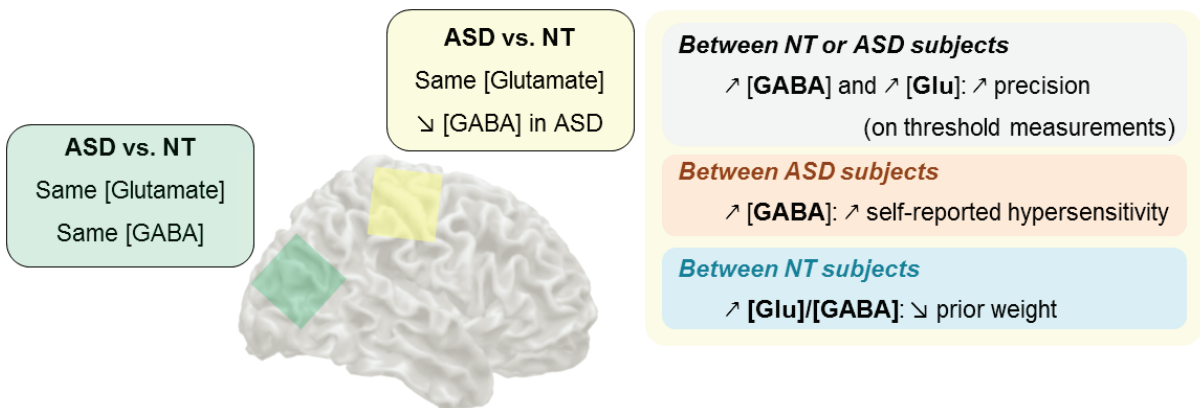 ASD vs. NT
Same [Glutamate]
Same [GABA]
ASD vs. NT
Same [Glutamate]
↘ [GABA] in ASD
Between NT or ASD subjects
↗ [GABA] and ↗ [Glu]: ↗ precision
(on threshold measurements)
Between ASD subjects
↗ [GABA]: ↗ self-reported hypersensitivity
Between NT subjects
↗ [Glu]/[GABA]: ↘ prior weight